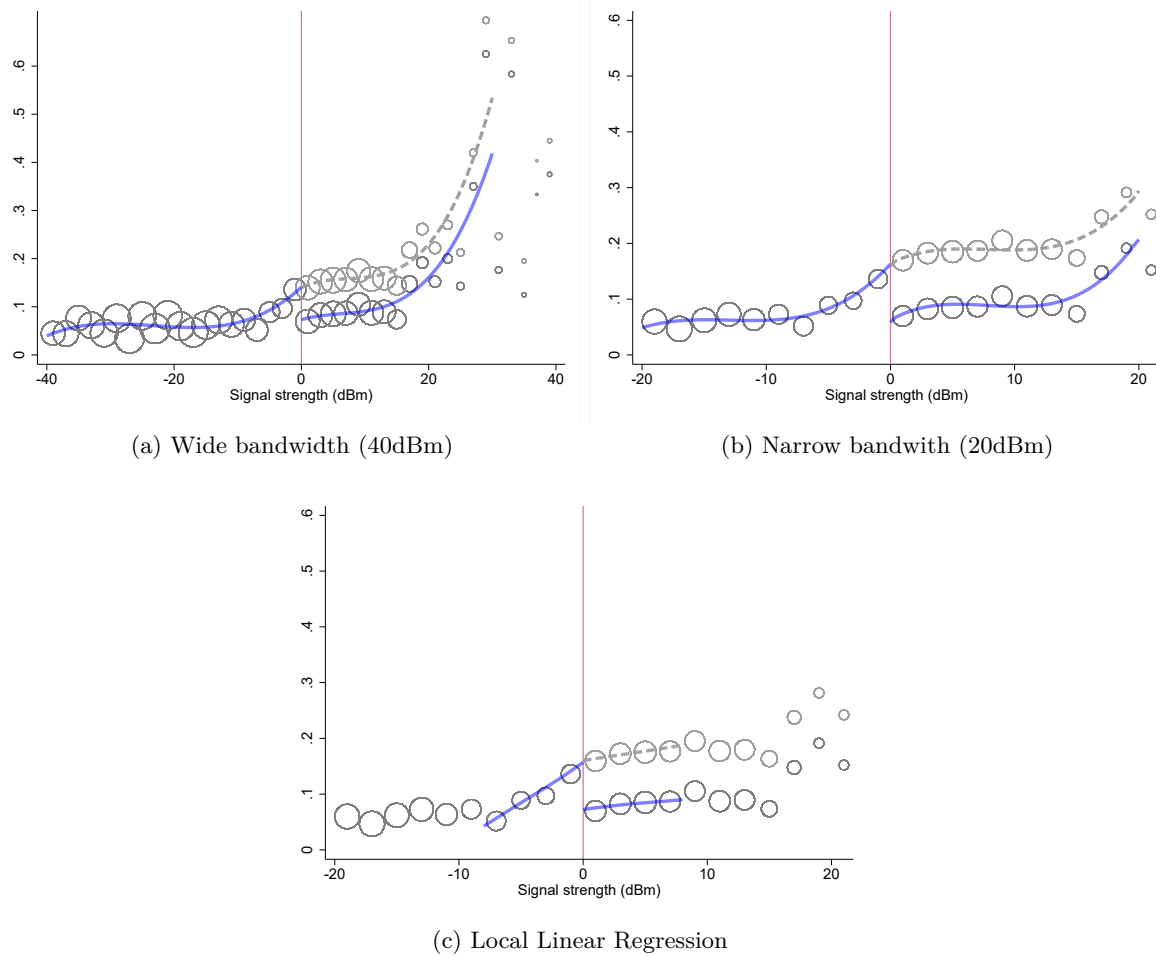 .6
.5
.4
.3
.2
.1
0
-40 -20 0 20 40
Signal strength (dBm)
(a) Wide bandwidth (40dBm)
.6
.5
.4
.3
.2
.1
0
-20 -10 0 10 20
Signal strength (dBm)
(b) Narrow bandwith (20dBm)
.6
.5
.4
.3
.2
.1
0
-20 -10 0 10 20
Signal strength (dBm)
(c) Local Linear Regression